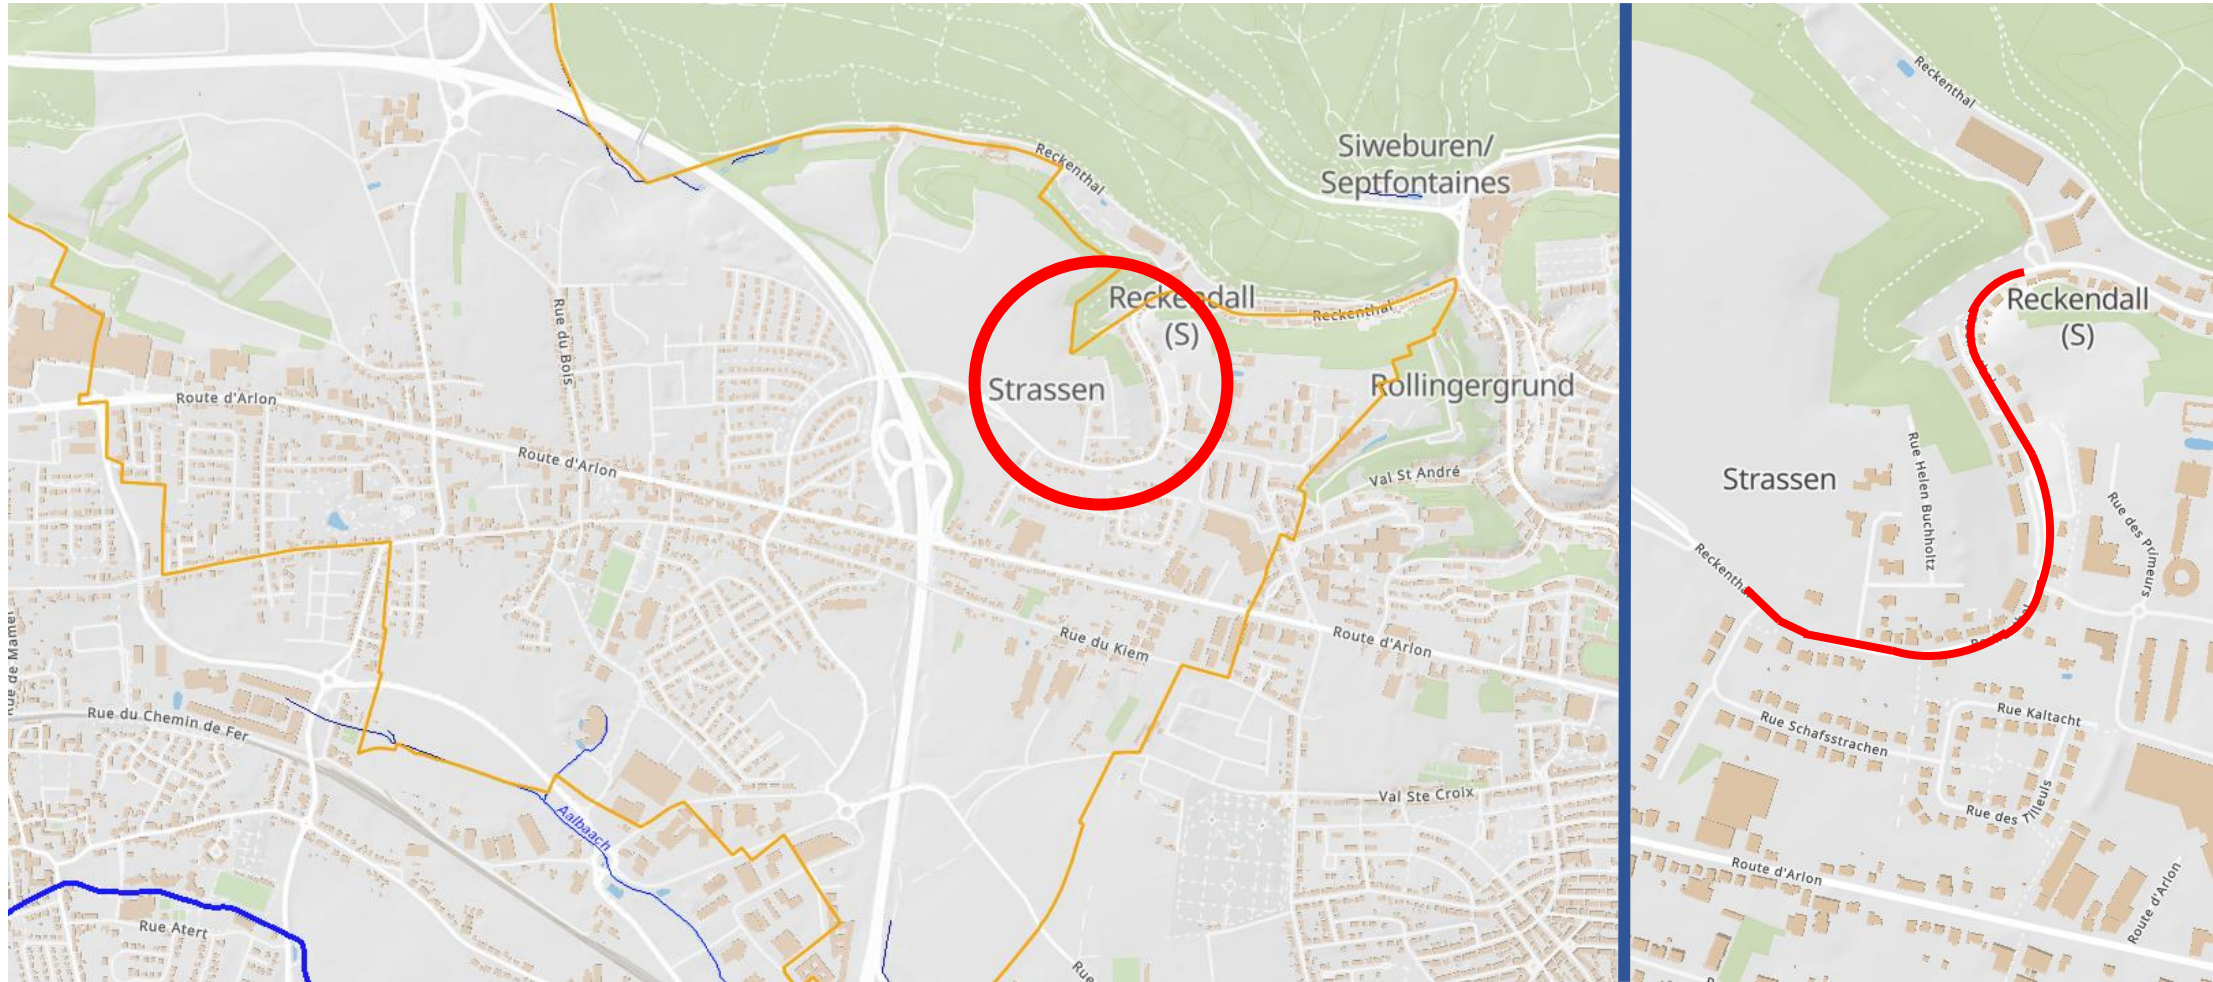 Siweburen/
Septfontaines
Reckenthal
Reckendall
(S)
Reckenthal
Rue du Bois
Strassen
Rollingergrund
Route d'Arlon
Route d'Arlon
Val St André
Rue du Kiem
Route d'Arlon
Rue de Mamer
Rue du Chemin de Fer
Val Ste Croix
Aalbaach
Rue Atert
Rue
Reckenthal
Reckendall
(S)
Strassen
Rue Helen Buchholtz
Rue des Primeurs
Reckenthal
Rue Kaltacht
Rue Schafsstrachen
Rue des Tilleuls
Route d'Arlon
Route d'Arlon